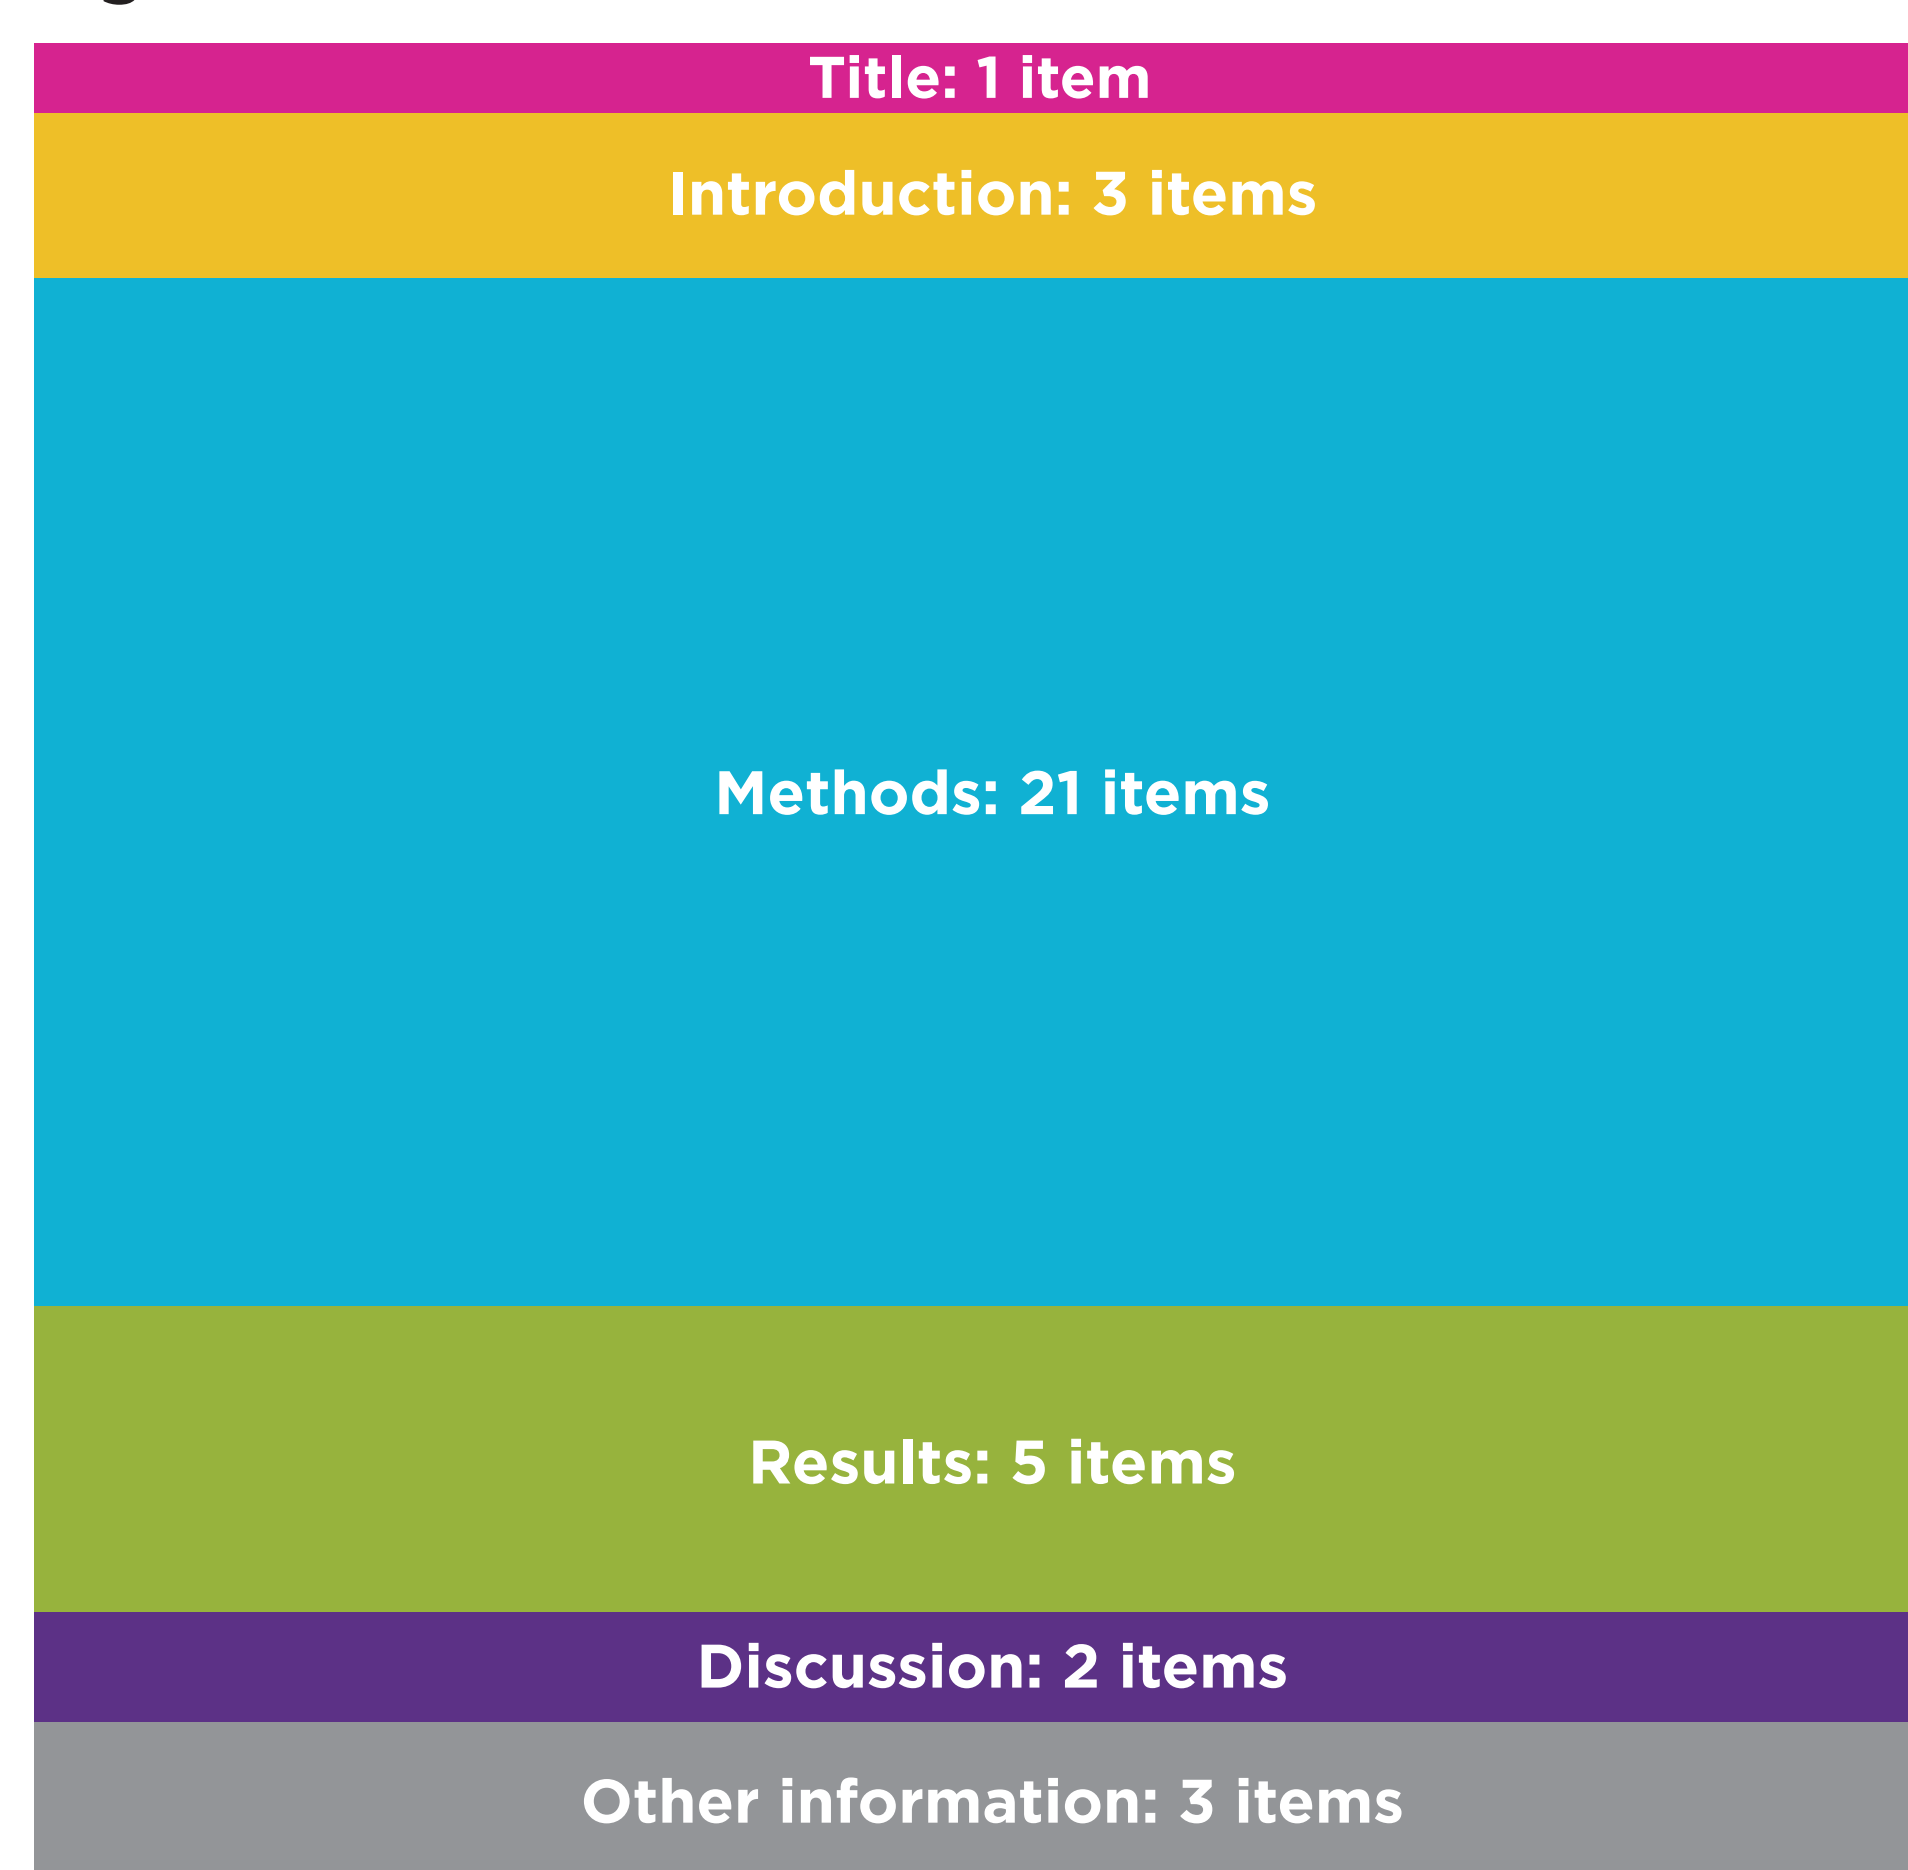 Title: 1 item
Introduction: 3 items
Methods: 21 items
Results: 5 items
Discussion: 2 items
Other information: 3 items